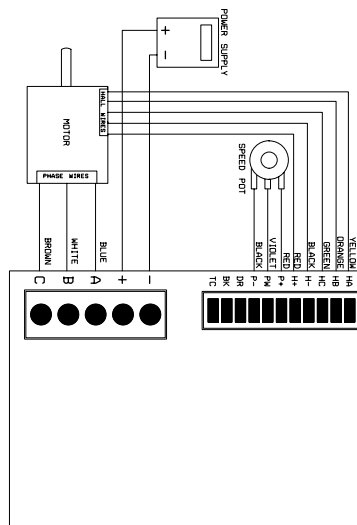 POWER SUPPLY
+
-
HALL WIRES
MOTOR
PHASE WIRES
SPEED POT
BROWN
WHITE
BLUE
BLACK
VIOLET
RED
RED
BLACK
GREEN
ORANGE
YELLOW
C
B
A
+
-
TC
BK
DR
P-
PW
P+
H+
H-
HC
HB
HA